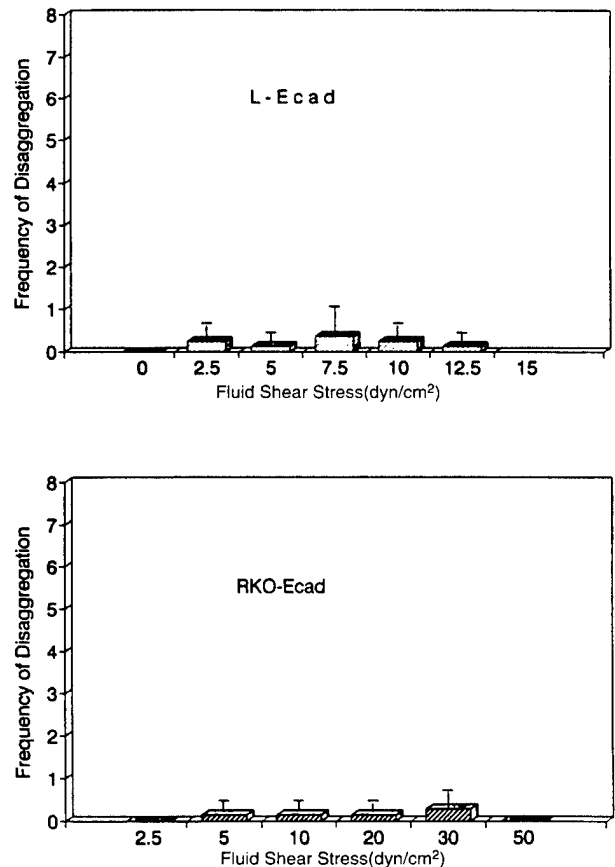 8
7
6
5
4
3
2
1
0
Frequency of Disaggregation
L-Ecad
0 2.5 5 7.5 10 12.5 15
Fluid Shear Stress(dyn/cm²)
8
7
6
5
4
3
2
1
0
Frequency of Disaggregation
RKO-Ecad
2.5 5 10 20 30 50
Fluid Shear Stress(dyn/cm²)